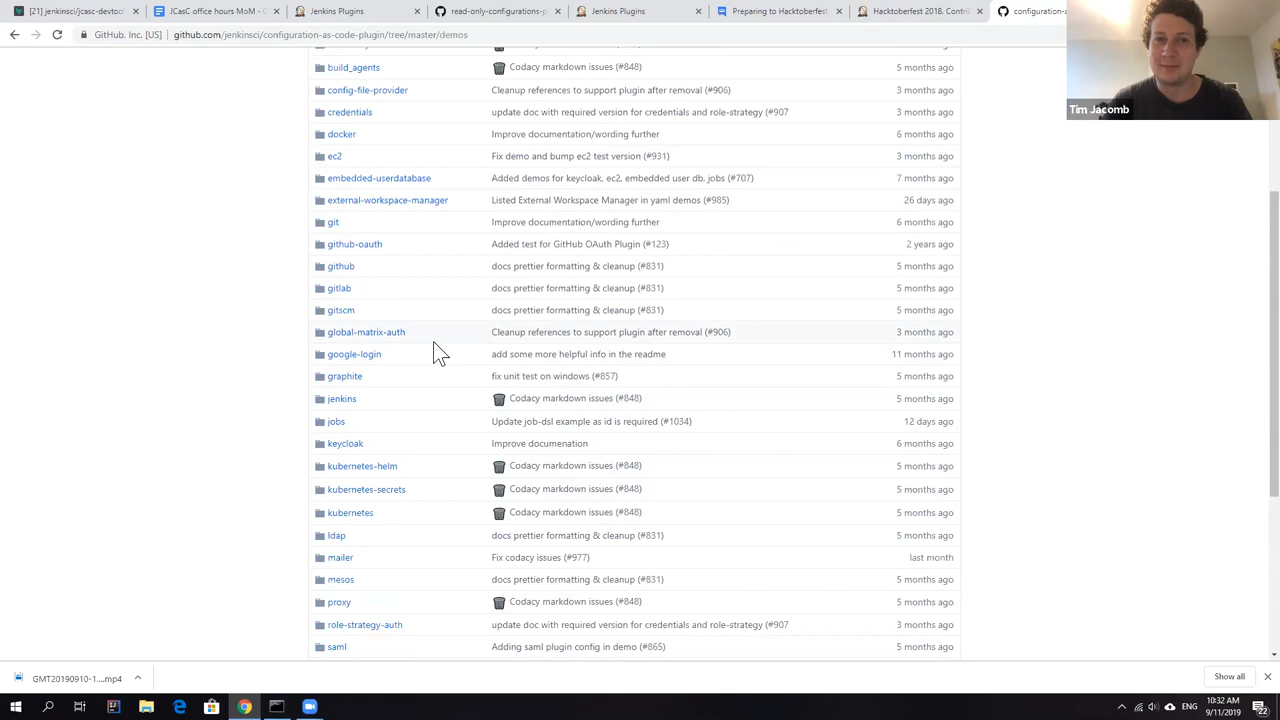 [21] jenkinsci/jcasc-devtoo
JCasC office hours MoM - G
Jenkins Plugins
read-only-configurations-p
Jenkins Plugins
Preparing to Hacktoberfest
Hacktoberfest 2018. Contrib
configuration-a
GitHub, Inc. [US]
github.com/jenkinsci/configuration-as-code-plugin/tree/master/demos
Tim Jacomb
build_agents Codacy markdown issues (#848) 5 months ago
config-file-provider Cleanup references to support plugin after removal (#906) 3 months ago
credentials update doc with required version for credentials and role-strategy (#907 3 months ago
docker Improve documentation/wording further 6 months ago
ec2 Fix demo and bump ec2 test version (#931) 3 months ago
embedded-userdatabase Added demos for keycloak, ec2, embedded user db, jobs (#707) 7 months ago
external-workspace-manager Listed External Workspace Manager in yaml demos (#985) 26 days ago
git Improve documentation/wording further 6 months ago
github-oauth Added test for GitHub OAuth Plugin (#123) 2 years ago
github docs prettier formatting & cleanup (#831) 5 months ago
gitlab docs prettier formatting & cleanup (#831) 5 months ago
gitscm docs prettier formatting & cleanup (#831) 5 months ago
global-matrix-auth Cleanup references to support plugin after removal (#906) 3 months ago
google-login add some more helpful info in the readme 11 months ago
graphite fix unit test on windows (#857) 5 months ago
jenkins Codacy markdown issues (#848) 5 months ago
jobs Update job-dsl example as id is required (#1034) 12 days ago
keycloak Improve documenation 6 months ago
kubernetes-helm Codacy markdown issues (#848) 5 months ago
kubernetes-secrets Codacy markdown issues (#848) 5 months ago
kubernetes Codacy markdown issues (#848) 5 months ago
ldap docs prettier formatting & cleanup (#831) 5 months ago
mailer Fix codacy issues (#977) last month
mesos docs prettier formatting & cleanup (#831) 5 months ago
proxy Codacy markdown issues (#848) 5 months ago
role-strategy-auth update doc with required version for credentials and role-strategy (#907 3 months ago
saml Adding saml plugin config in demo (#865) 5 months ago
GMT20190910-1....mp4
Show all
ENG
10:32 AM
9/11/2019
22